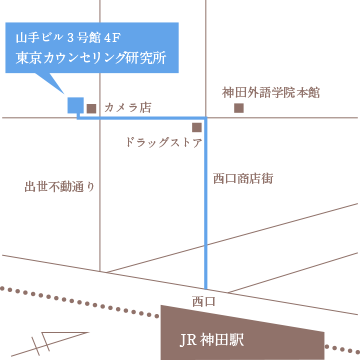 山手ビル3号館4F
東京カウンセリング研究所
神田外語学院本館
カメラ店
ドラッグストア
出世不動通り
西口商店街
西口
JR神田駅